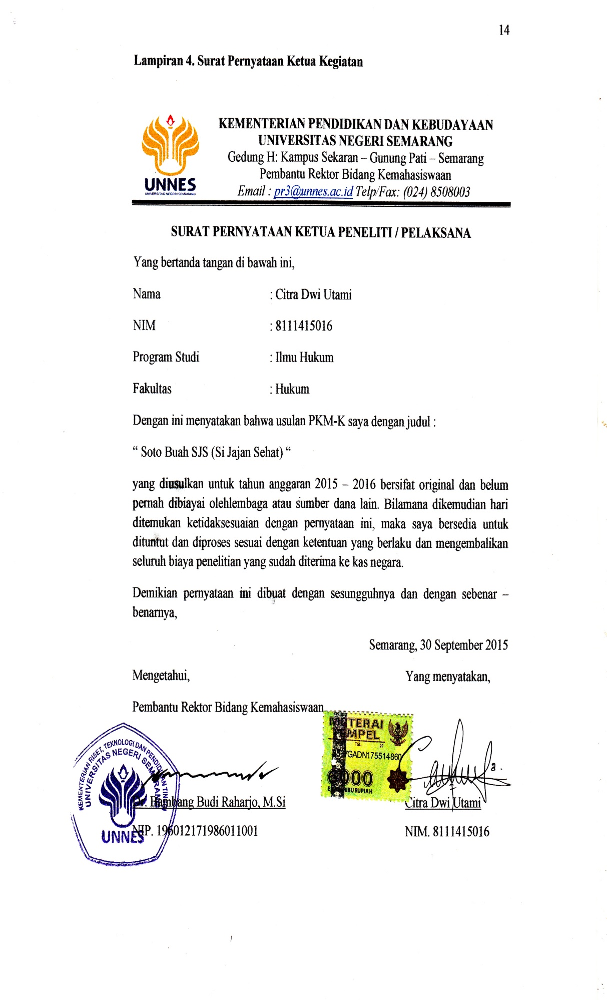 14
Lampiran 4. Surat Pernyataan Ketua Kegiatan
KEMENTERIAN PENDIDIKAN DAN KEBUDAYAAN
UNIVERSITAS NEGERI SEMARANG
Gedung H: Kampus Sekaran – Gunung Pati – Semarang
Pembantu Rektor Bidang Kemahasiswaan
Email : pr3@unnes.ac.id Telp/Fax: (024) 8508003
UNNES
UNIVERSITAS NEGERI SEMARANG
SURAT PERNYATAAN KETUA PENELITI / PELAKSANA
Yang bertanda tangan di bawah ini,
Nama : Citra Dwi Utami
NIM : 8111415016
Program Studi : Ilmu Hukum
Fakultas : Hukum
Dengan ini menyatakan bahwa usulan PKM-K saya dengan judul :
“ Soto Buah SJS (Si Jajan Sehat) “
yang diusulkan untuk tahun anggaran 2015 – 2016 bersifat original dan belum
pernah dibiayai olehlembaga atau sumber dana lain. Bilamana dikemudian hari
ditemukan ketidaksesuaian dengan pernyataan ini, maka saya bersedia untuk
dituntut dan diproses sesuai dengan ketentuan yang berlaku dan mengembalikan
seluruh biaya penelitian yang sudah diterima ke kas negara.
Demikian pernyataan ini dibuat dengan sesungguhnya dan dengan sebenar –
benarnya,
Semarang, 30 September 2015
Mengetahui, Yang menyatakan,
Pembantu Rektor Bidang Kemahasiswaan
METERAI
TEMPEL
TGL. 20
7GADN175514860
6000
RIBU RUPIAH
KEMENTERIAN RISET, TEKNOLOGI DAN PENDIDIKAN TINGGI
UNIVERSITAS NEGERI SEMARANG
UNNES
Dr. Bambang Budi Raharjo, M.Si Citra Dwi Utami
NIP. 196012171986011001 NIM. 8111415016